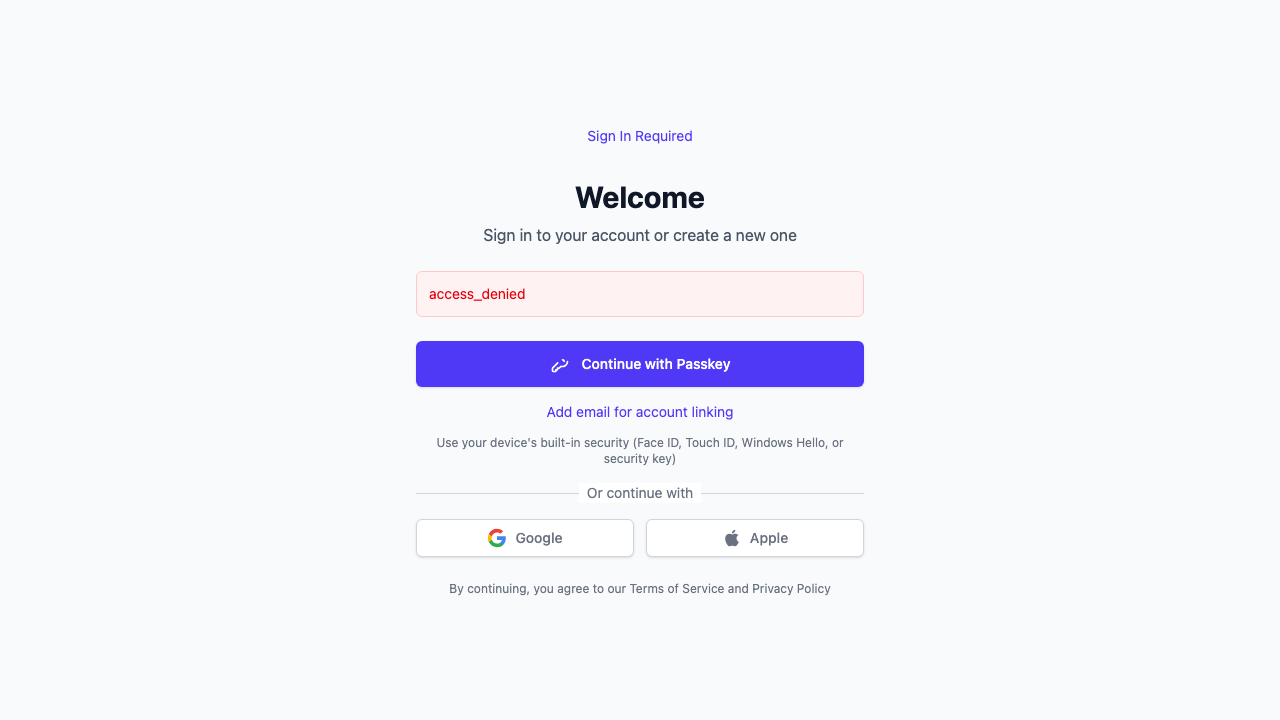 Sign In Required
Welcome
Sign in to your account or create a new one
access_denied
Continue with Passkey
Add email for account linking
Use your device's built-in security (Face ID, Touch ID, Windows Hello, or
security key)
Or continue with
Google
Apple
By continuing, you agree to our Terms of Service and Privacy Policy